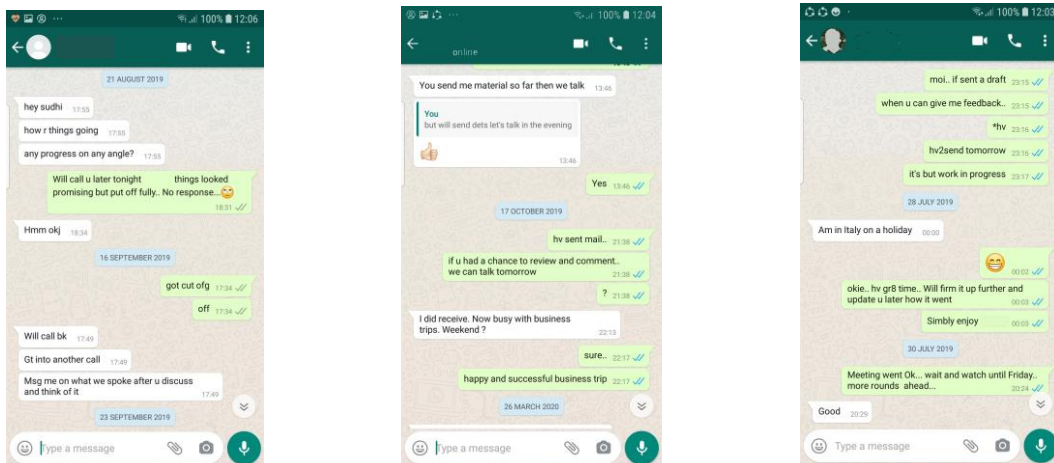 100% 12:06
21 AUGUST 2019
hey sudhi 17:55
how r things going 17:55
any progress on any angle? 17:55
Will call u later tonight things looked
promising but put off fully.. No response...
18:31
Hmm okj 18:34
16 SEPTEMBER 2019
got cut ofg 17:34
off 17:34
Will call bk 17:49
Gt into another call 17:49
Msg me on what we spoke after u discuss
and think of it 17:49
23 SEPTEMBER 2019
Type a message
100% 12:04
online
You send me material so far then we talk 13:46
You
but will send dets let's talk in the evening
13:46
Yes 13:46
17 OCTOBER 2019
hv sent mail.. 21:38
if u had a chance to review and comment..
we can talk tomorrow 21:38
? 21:38
I did receive. Now busy with business
trips. Weekend ? 22:13
sure.. 22:17
happy and successful business trip 22:17
26 MARCH 2020
Type a message
100% 12:03
moi.. if sent a draft 23:15
when u can give me feedback.. 23:15
*hv 23:16
hv2send tomorrow 23:16
it's but work in progress 23:17
28 JULY 2019
Am in Italy on a holiday 00:00
00:02
okie.. hv gr8 time.. Will firm it up further and
update u later how it went 00:03
Simbly enjoy 00:03
30 JULY 2019
Meeting went Ok... wait and watch until Friday..
more rounds ahead... 20:24
Good 20:29
Type a message